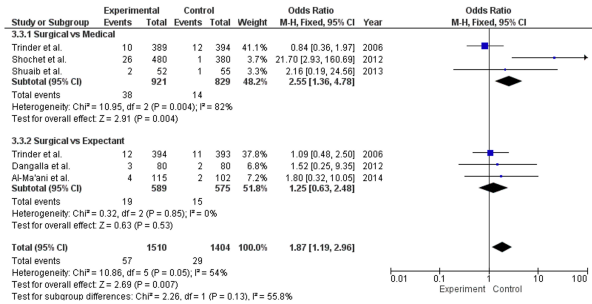 Experimental Control Odds Ratio Odds Ratio
Study or Subgroup Events Total Events Total Weight M-H, Fixed, 95% CI Year M-H, Fixed, 95% CI
3.3.1 Surgical vs Medical
Trinder et al. 10 389 12 394 41.1% 0.84 [0.36, 1.97] 2006
Shochet et al. 26 480 1 380 3.8% 21.70 [2.93, 160.69] 2012
Shuaib et al. 2 52 1 55 3.3% 2.16 [0.19, 24.56] 2013
Subtotal (95% CI) 921 829 48.2% 2.55 [1.36, 4.78]
Total events 38 14
Heterogeneity: Chi² = 10.95, df = 2 (P = 0.004); I² = 82%
Test for overall effect: Z = 2.91 (P = 0.004)
3.3.2 Surgical vs Expectant
Trinder et al. 12 394 11 393 37.8% 1.09 [0.48, 2.50] 2006
Dangalla et al. 3 80 2 80 6.9% 1.52 [0.25, 9.35] 2012
Al-Ma'ani et al. 4 115 2 102 7.2% 1.80 [0.32, 10.05] 2014
Subtotal (95% CI) 589 575 51.8% 1.25 [0.63, 2.48]
Total events 19 15
Heterogeneity: Chi² = 0.32, df = 2 (P = 0.85); I² = 0%
Test for overall effect: Z = 0.63 (P = 0.53)
Total (95% CI) 1510 1404 100.0% 1.87 [1.19, 2.96]
Total events 57 29
Heterogeneity: Chi² = 10.86, df = 5 (P = 0.05); I² = 54%
Test for overall effect: Z = 2.69 (P = 0.007)
Test for subgroup differences: Chi² = 2.26, df = 1 (P = 0.13), I² = 55.8%
0.01 0.1 1 10 100
Experiment Control